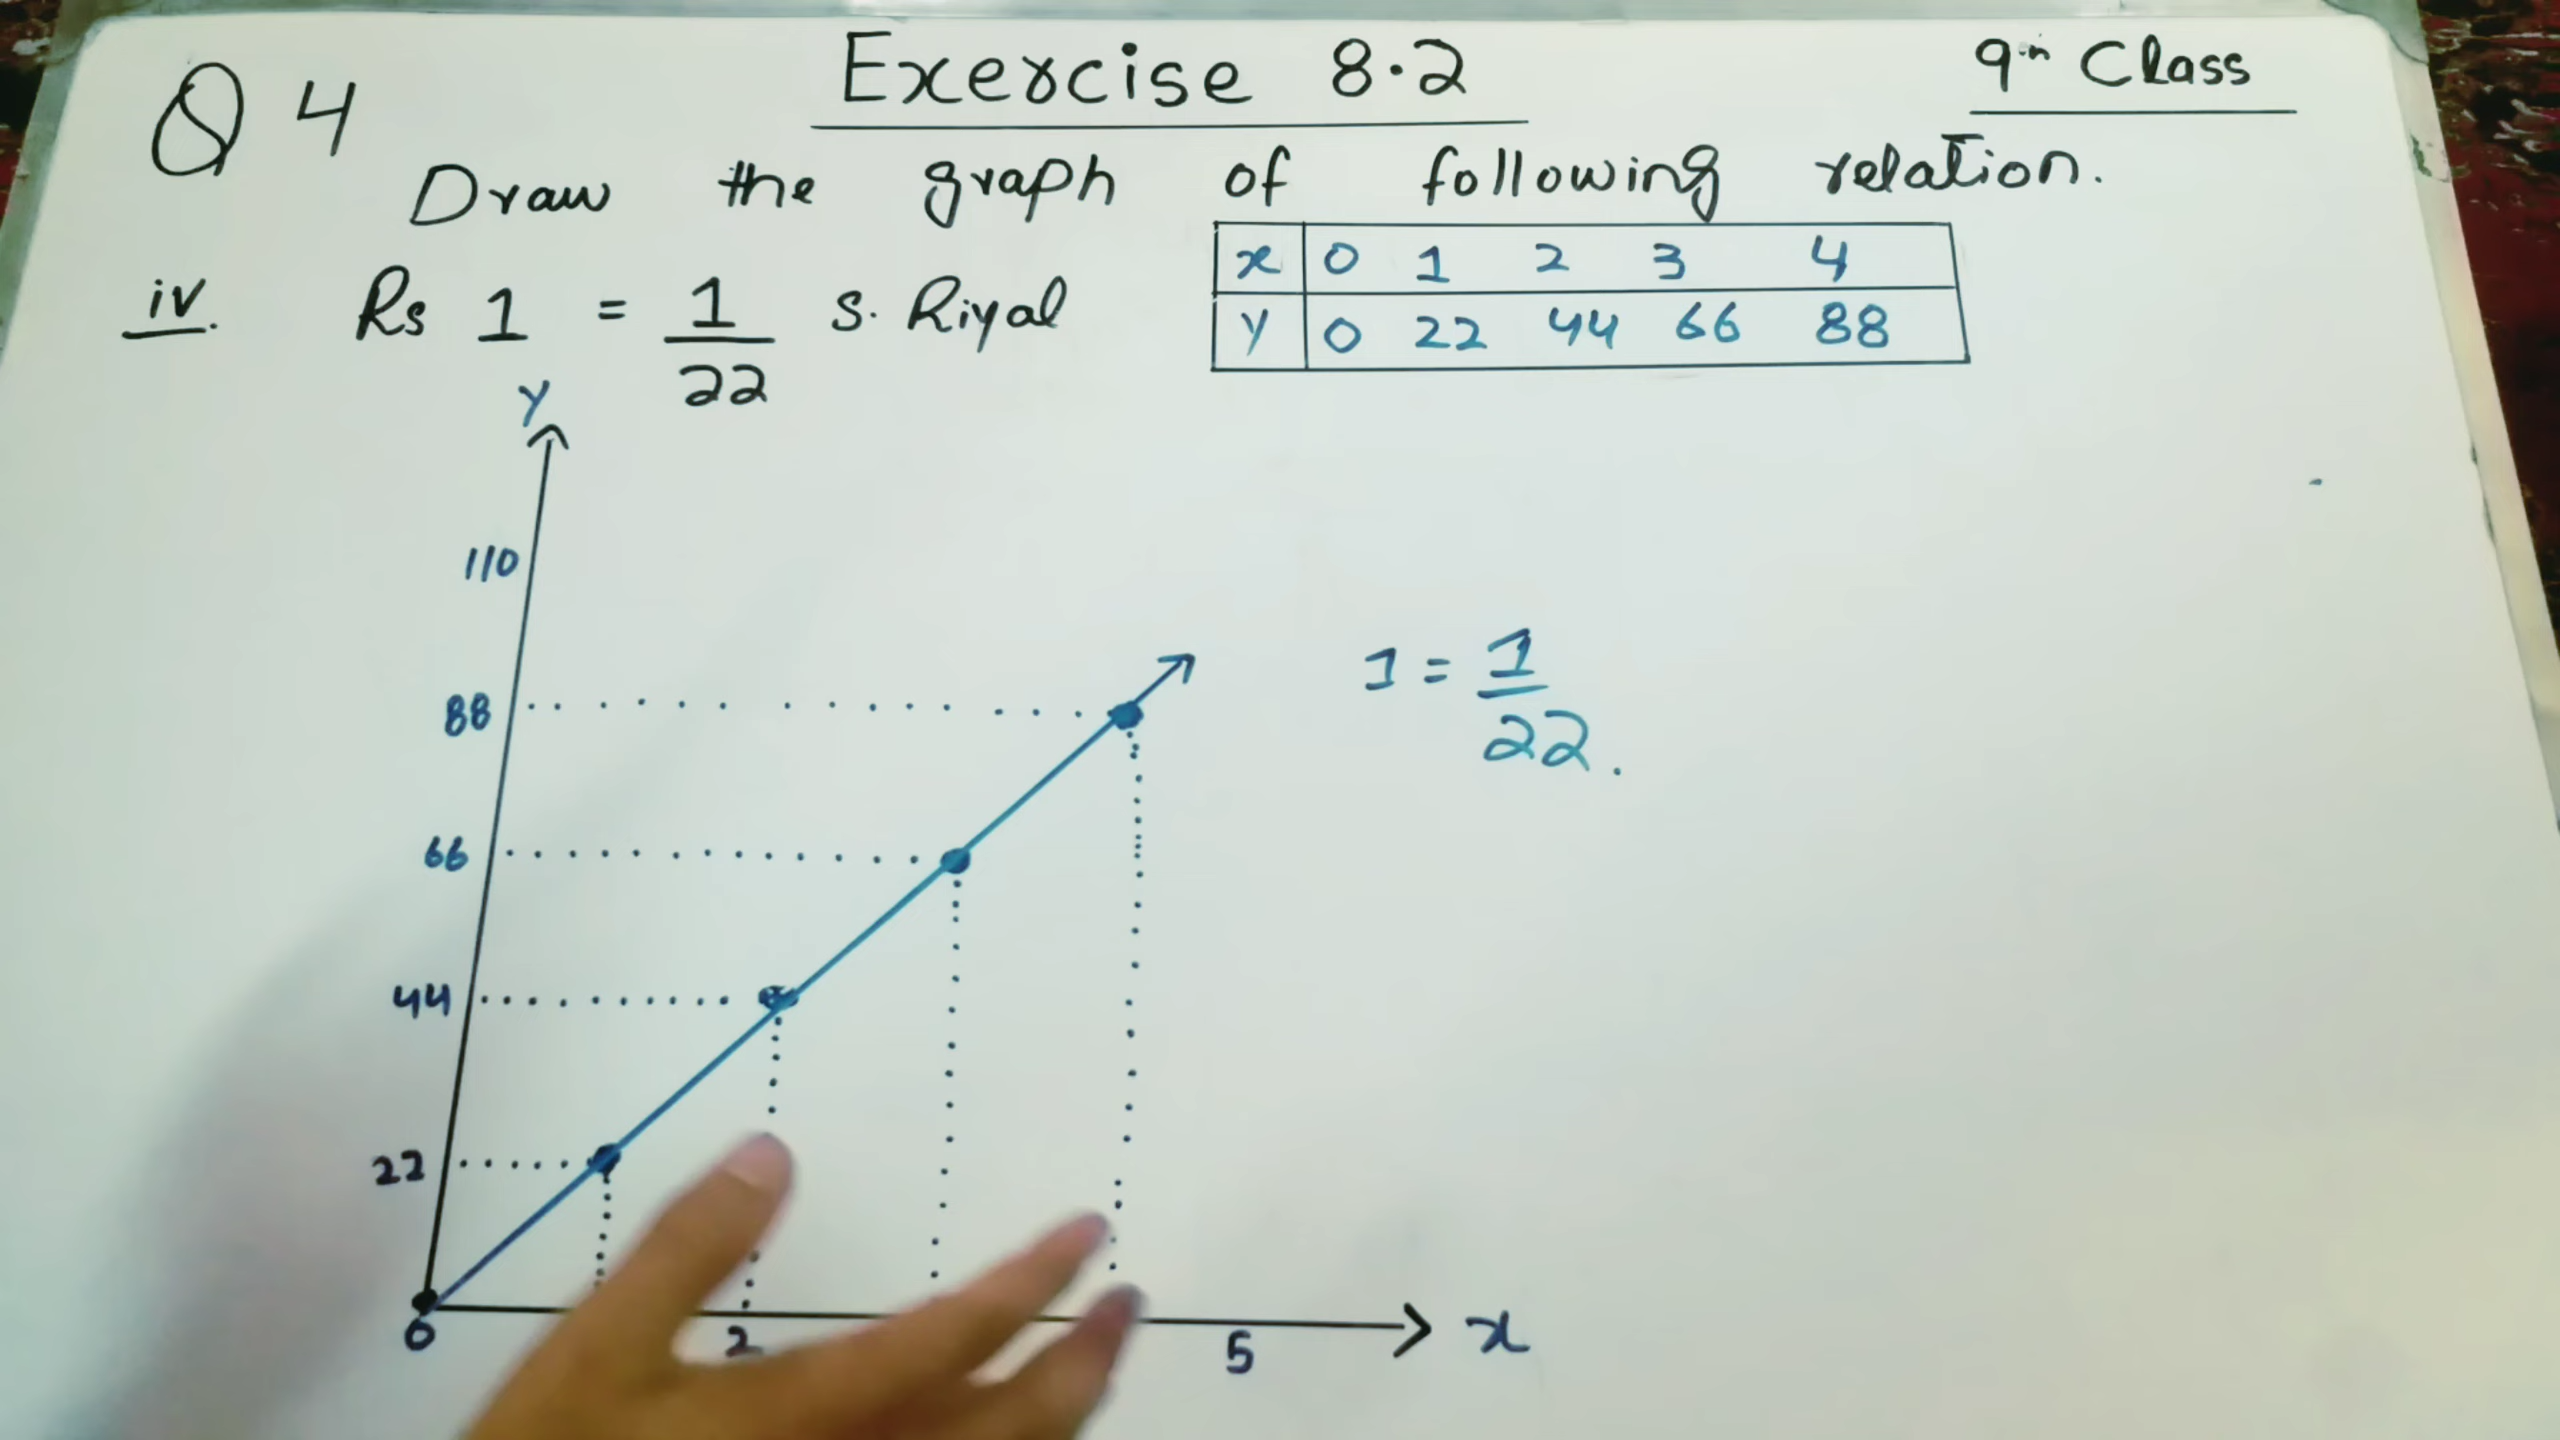 Exercise 8.2
9th Class
Q 4
Draw the graph of following relation.
iv. Rs 1 = 1/22 S. Riyal
x 0 1 2 3 4
y 0 22 44 66 88
y
110
88
1 = 1/22.
66
44
22
0 2 5 x